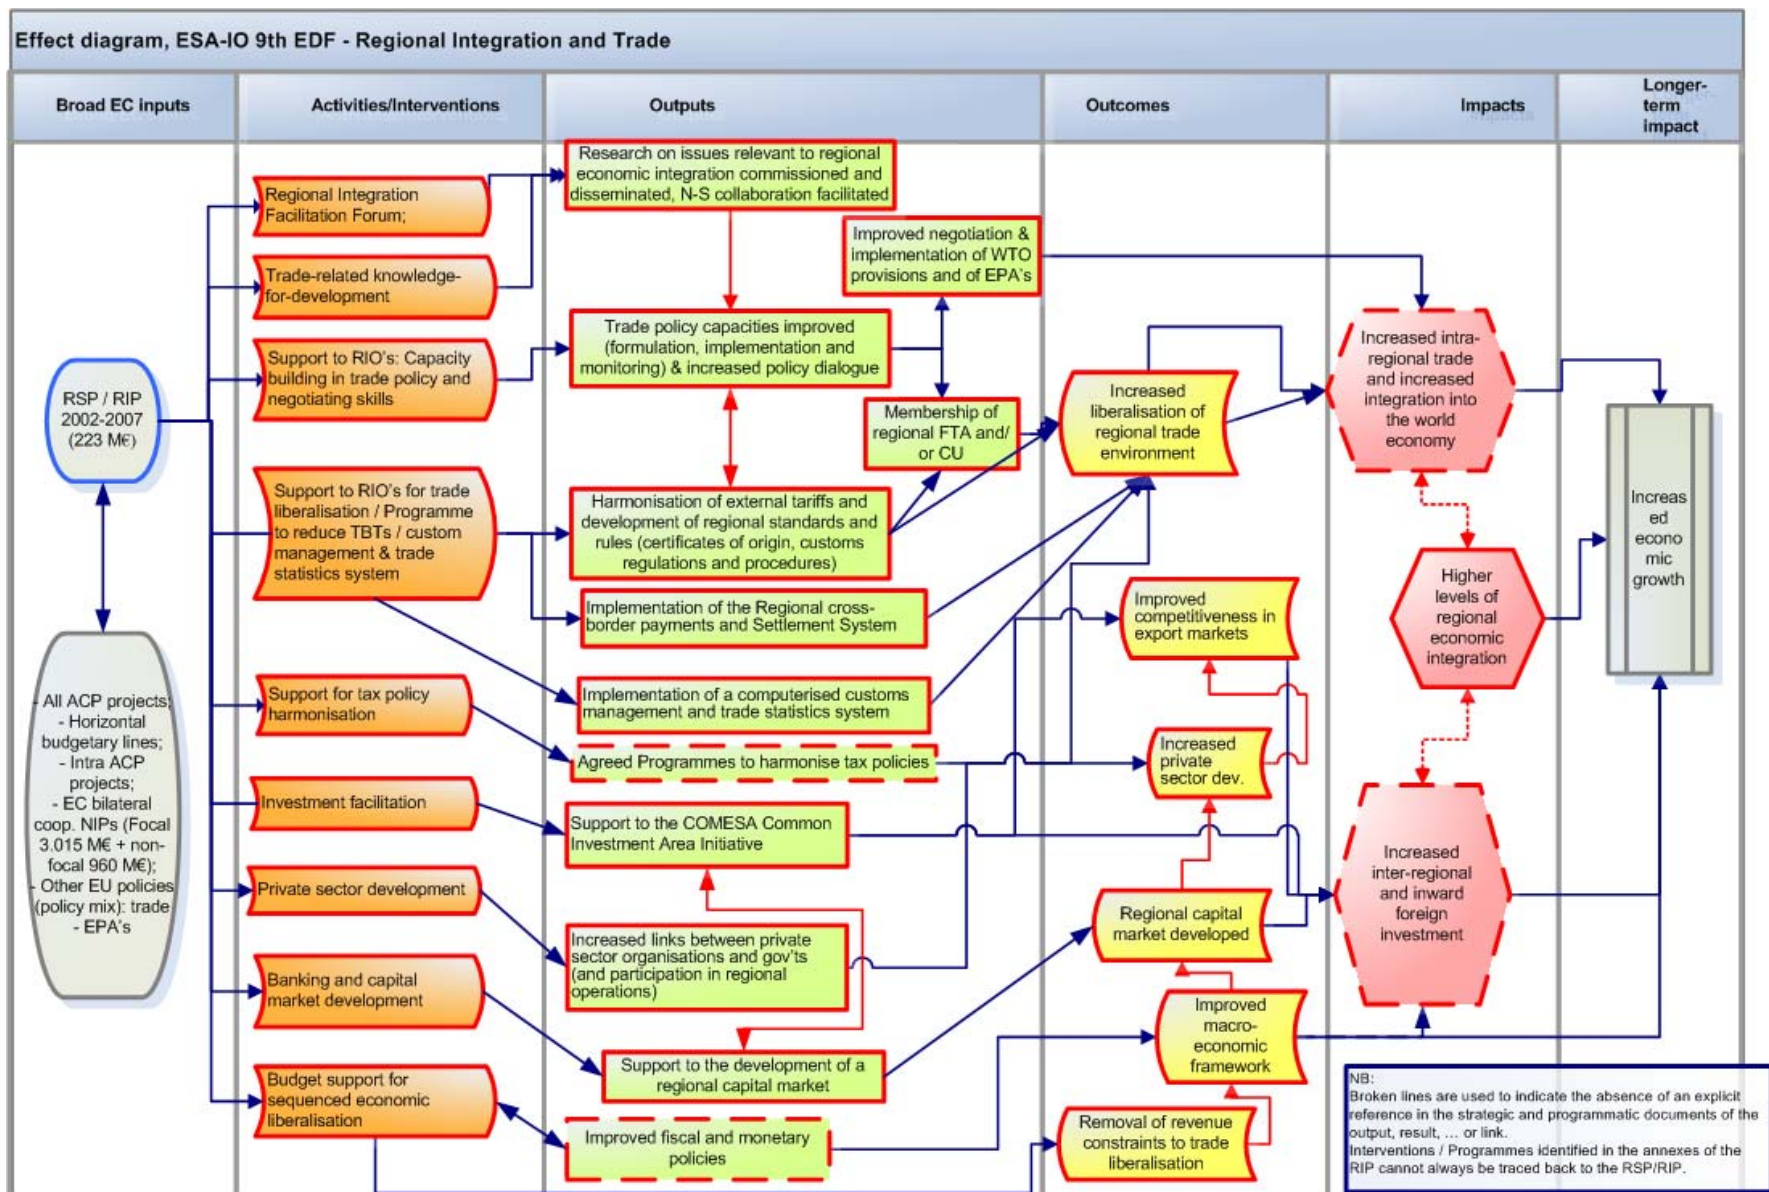 Effect diagram, ESA-IO 9th EDF - Regional Integration and Trade
Broad EC inputs
Activities/Interventions
Outputs
Outcomes
Impacts
Longer-
term
impact
RSP / RIP
2002-2007
(223 M€)
- All ACP projects;
- Horizontal
budgetary lines;
- Intra ACP
projects;
- EC bilateral
coop. NIPs (Focal
3.015 M€ + non-
focal 960 M€);
- Other EU policies
(policy mix): trade
- EPA's
Regional Integration
Facilitation Forum;
Trade-related knowledge-
for-development
Support to RIO's: Capacity
building in trade policy and
negotiating skills
Support to RIO's for trade
liberalisation / Programme
to reduce TBTs / custom
management & trade
statistics system
Support for tax policy
harmonisation
Investment facilitation
Private sector development
Banking and capital
market development
Budget support for
sequenced economic
liberalisation
Research on issues relevant to regional
economic integration commissioned and
disseminated, N-S collaboration facilitated
Improved negotiation &
implementation of WTO
provisions and of EPA's
Trade policy capacities improved
(formulation, implementation and
monitoring) & increased policy dialogue
Membership of
regional FTA and/
or CU
Harmonisation of external tariffs and
development of regional standards and
rules (certificates of origin, customs
regulations and procedures)
Implementation of the Regional cross-
border payments and Settlement System
Implementation of a computerised customs
management and trade statistics system
Agreed Programmes to harmonise tax policies
Support to the COMESA Common
Investment Area Initiative
Increased links between private
sector organisations and gov'ts
(and participation in regional
operations)
Support to the development of a
regional capital market
Improved fiscal and monetary
policies
Increased
liberalisation of
regional trade
environment
Improved
competitiveness in
export markets
Increased
private
sector dev.
Regional capital
market developed
Improved
macro-
economic
framework
Removal of revenue
constraints to trade
liberalisation
Increased intra-
regional trade
and increased
integration into
the world
economy
Higher
levels of
regional
economic
integration
Increased
inter-regional
and inward
foreign
investment
Increas
ed
econo
mic
growth
NB:
Broken lines are used to indicate the absence of an explicit
reference in the strategic and programmatic documents of the
output, result, ... or link.
Interventions / Programmes identified in the annexes of the
RIP cannot always be traced back to the RSP/RIP.